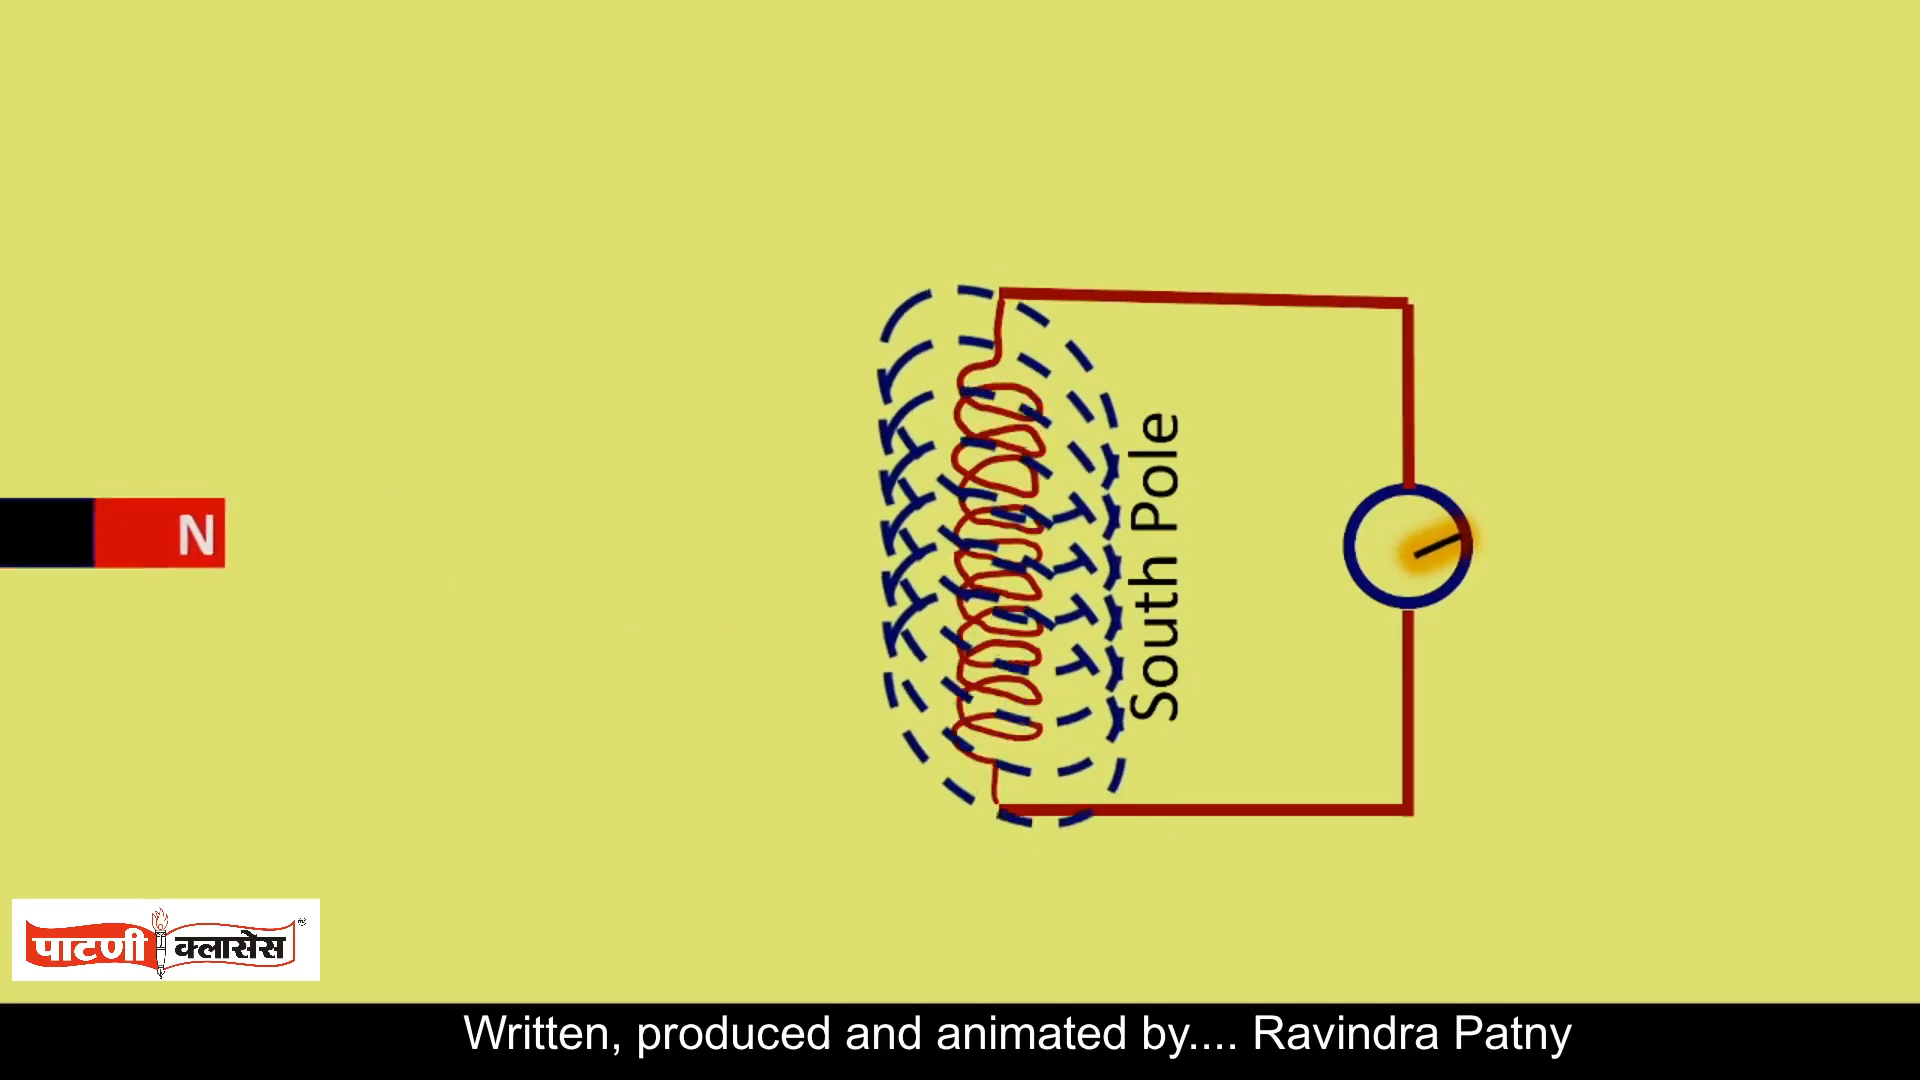 South Pole
N
पाटणी क्लासेस
Written, produced and animated by.... Ravindra Patny